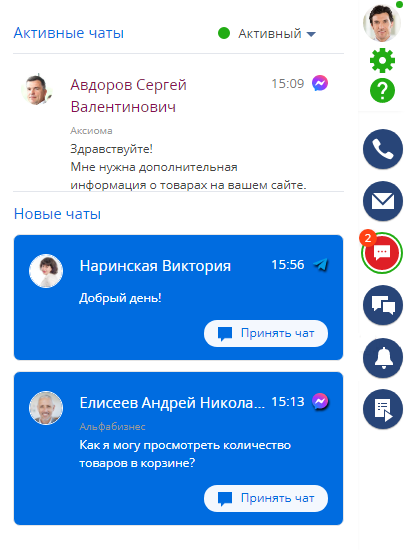 Активные чаты
Активный
Авдоров Сергей
Валентинович
15:09
Аксиома
Здравствуйте!
Мне нужна дополнительная
информация о товарах на вашем сайте.
Новые чаты
Наринская Виктория
15:56
Добрый день!
Принять чат
Елисеев Андрей Никола...
15:13
Альфабизнес
Как я могу просмотреть количество
товаров в корзине?
Принять чат
?
2